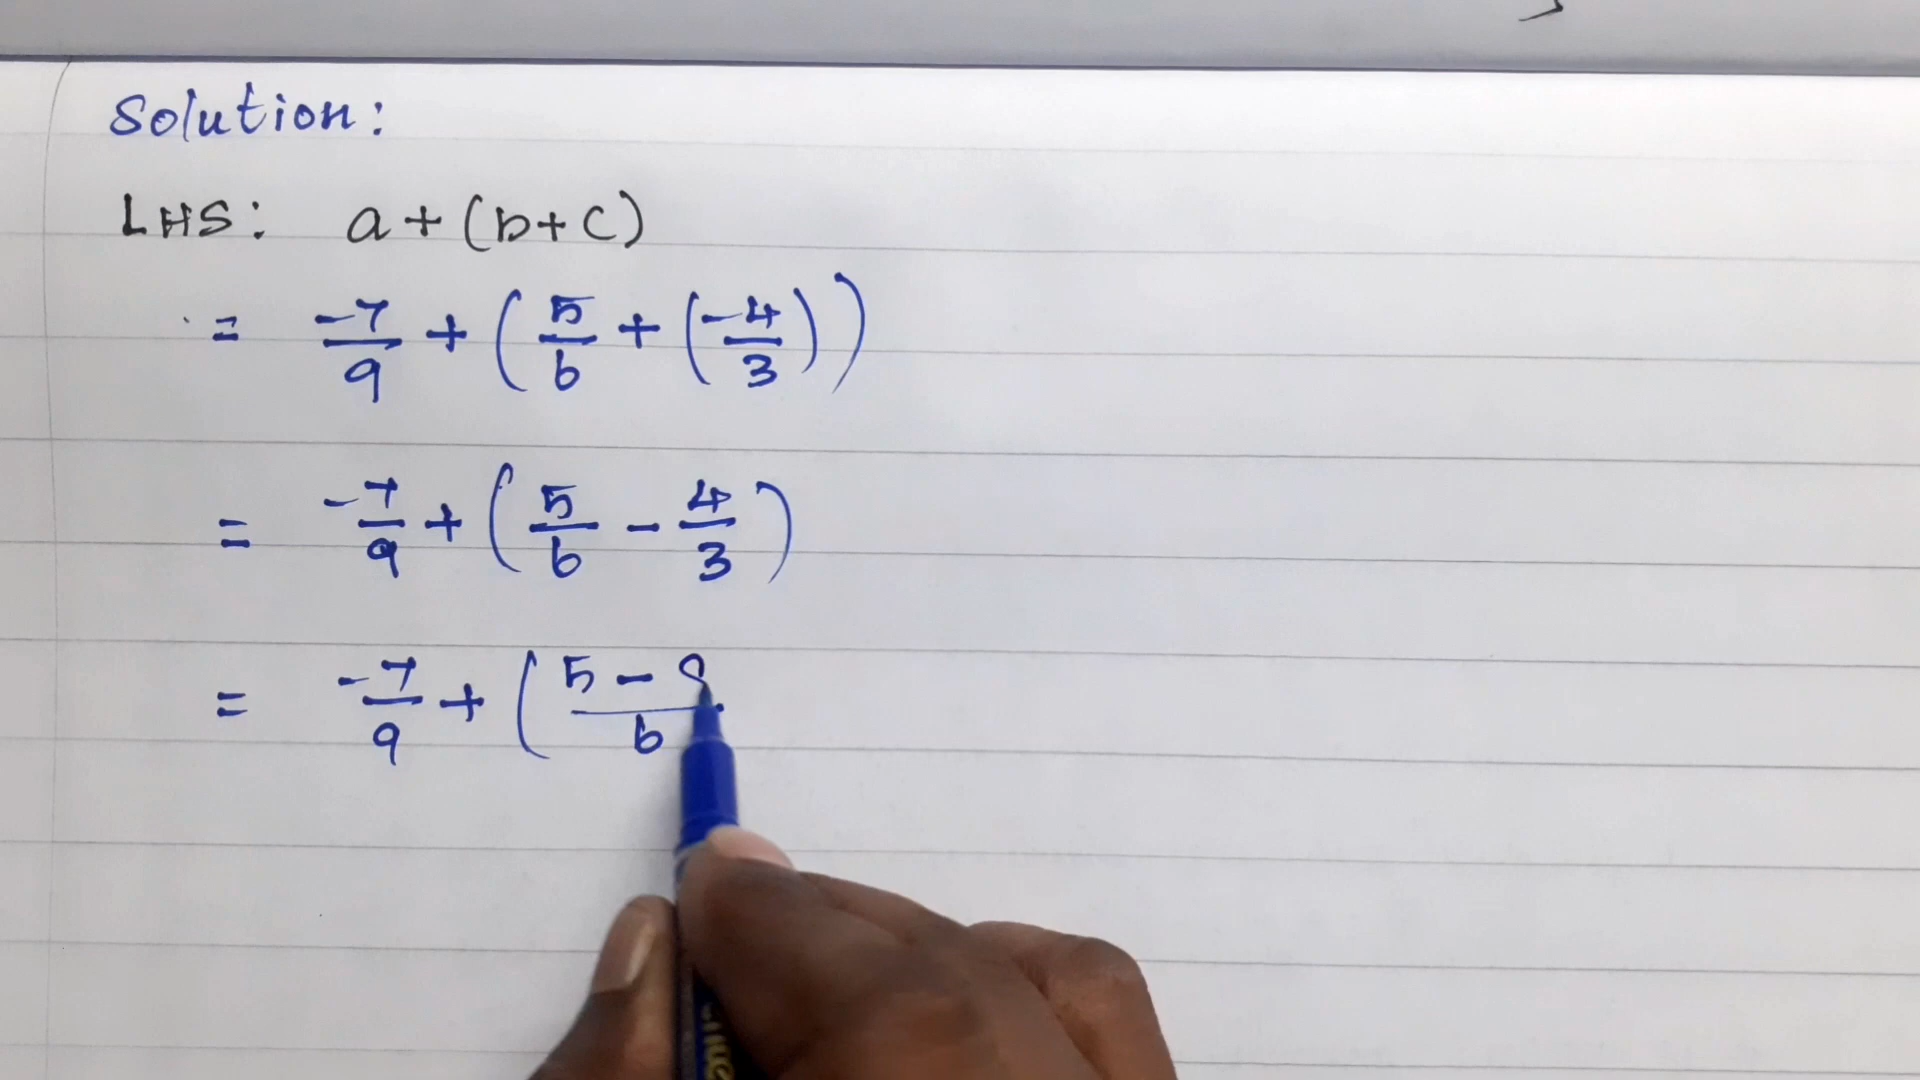 Solution:
LHS: a + (b + c)
= -7/9 + (5/6 + (-4/3))
= -7/9 + (5/6 - 4/3)
= -7/9 + (5 - 8/6